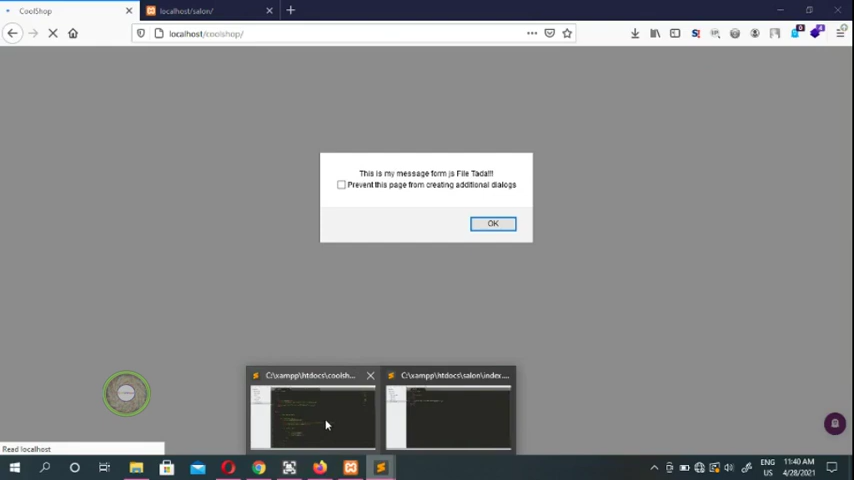 CoolShop
localhost/salon/
localhost/coolshop/
This is my message form js File Tada!!!
Prevent this page from creating additional dialogs
OK
C:\xampp\htdocs\coolsh...
C:\xampp\htdocs\salon\index....
Read localhost
ENG
US
11:40 AM
4/28/2021